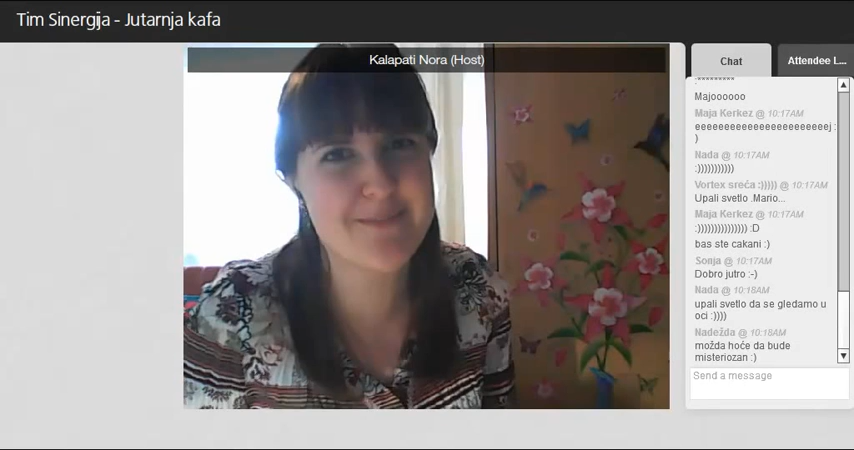 Tim Sinergija - Jutarnja kafa
Kalapati Nora (Host)
Chat
Attendee L...
:*********
Majoooooo
Maja Kerkez @ 10:17AM
:
)
Nada @ 10:17AM
:)))))))))))
Vortex sreća :))))) @ 10:17AM
Upali svetlo .Mario...
Maja Kerkez @ 10:17AM
:))))))))))))))) :D
bas ste cakani :)
Sonja @ 10:17AM
Dobro jutro :-)
Nada @ 10:18AM
upali svetlo da se gledamo u
oci :))))
Nadežda @ 10:18AM
možda hoće da bude
misteriozan :)
Send a message